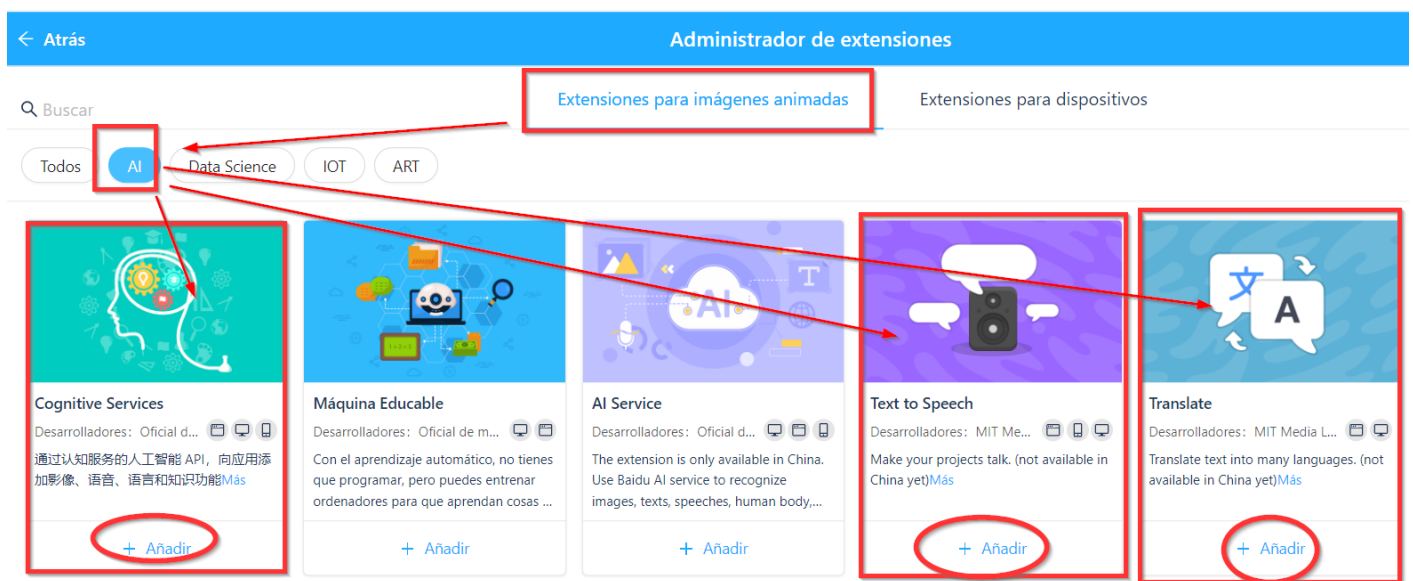 ← Atrás
Administrador de extensiones
Buscar
Extensiones para imágenes animadas
Extensiones para dispositivos
Todos
AI
Data Science
IOT
ART
1+2=3
AI
T
文
A
Cognitive Services
Desarrolladores: Oficial d...
通过认知服务的人工智能 API，向应用添
加影像、语音、语言和知识功能Más
+ Añadir
Máquina Educable
Desarrolladores: Oficial de m...
Con el aprendizaje automático, no tienes
que programar, pero puedes entrenar
ordenadores para que aprendan cosas ...
+ Añadir
AI Service
Desarrolladores: Oficial d...
The extension is only available in China.
Use Baidu AI service to recognize
images, texts, speeches, human body,...
+ Añadir
Text to Speech
Desarrolladores: MIT Me...
Make your projects talk. (not available in
China yet)Más
+ Añadir
Translate
Desarrolladores: MIT Media L...
Translate text into many languages. (not
available in China yet)Más
+ Añadir